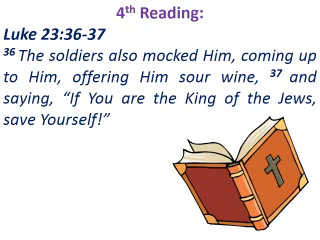 4th Reading:
Luke 23:36-37
36 The soldiers also mocked Him, coming up
to Him, offering Him sour wine, 37 and
saying, “If You are the King of the Jews,
save Yourself!”